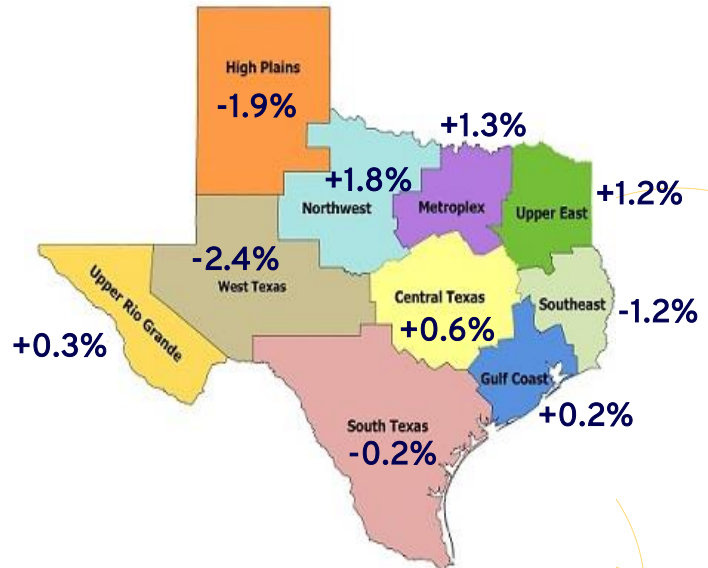 High Plains
-1.9%
+1.3%
+1.8%
Northwest
Metroplex
Upper East
+1.2%
-2.4%
West Texas
Upper Rio Grande
+0.3%
Central Texas
+0.6%
Southeast
-1.2%
Gulf Coast
+0.2%
South Texas
-0.2%